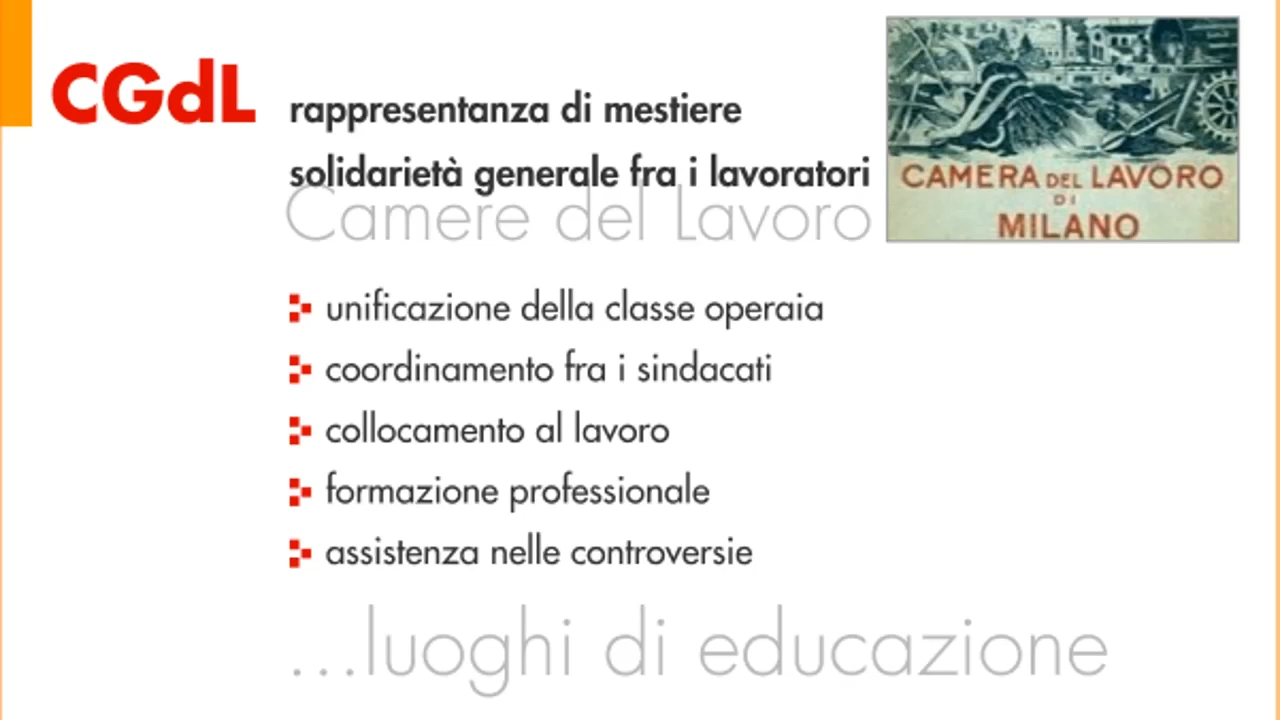 CGdL
rappresentanza di mestiere
solidarietà generale fra i lavoratori
Camere del Lavoro
CAMERA DEL LAVORO
DI
MILANO
unificazione della classe operaia
coordinamento fra i sindacati
collocamento al lavoro
formazione professionale
assistenza nelle controversie
...luoghi di educazione